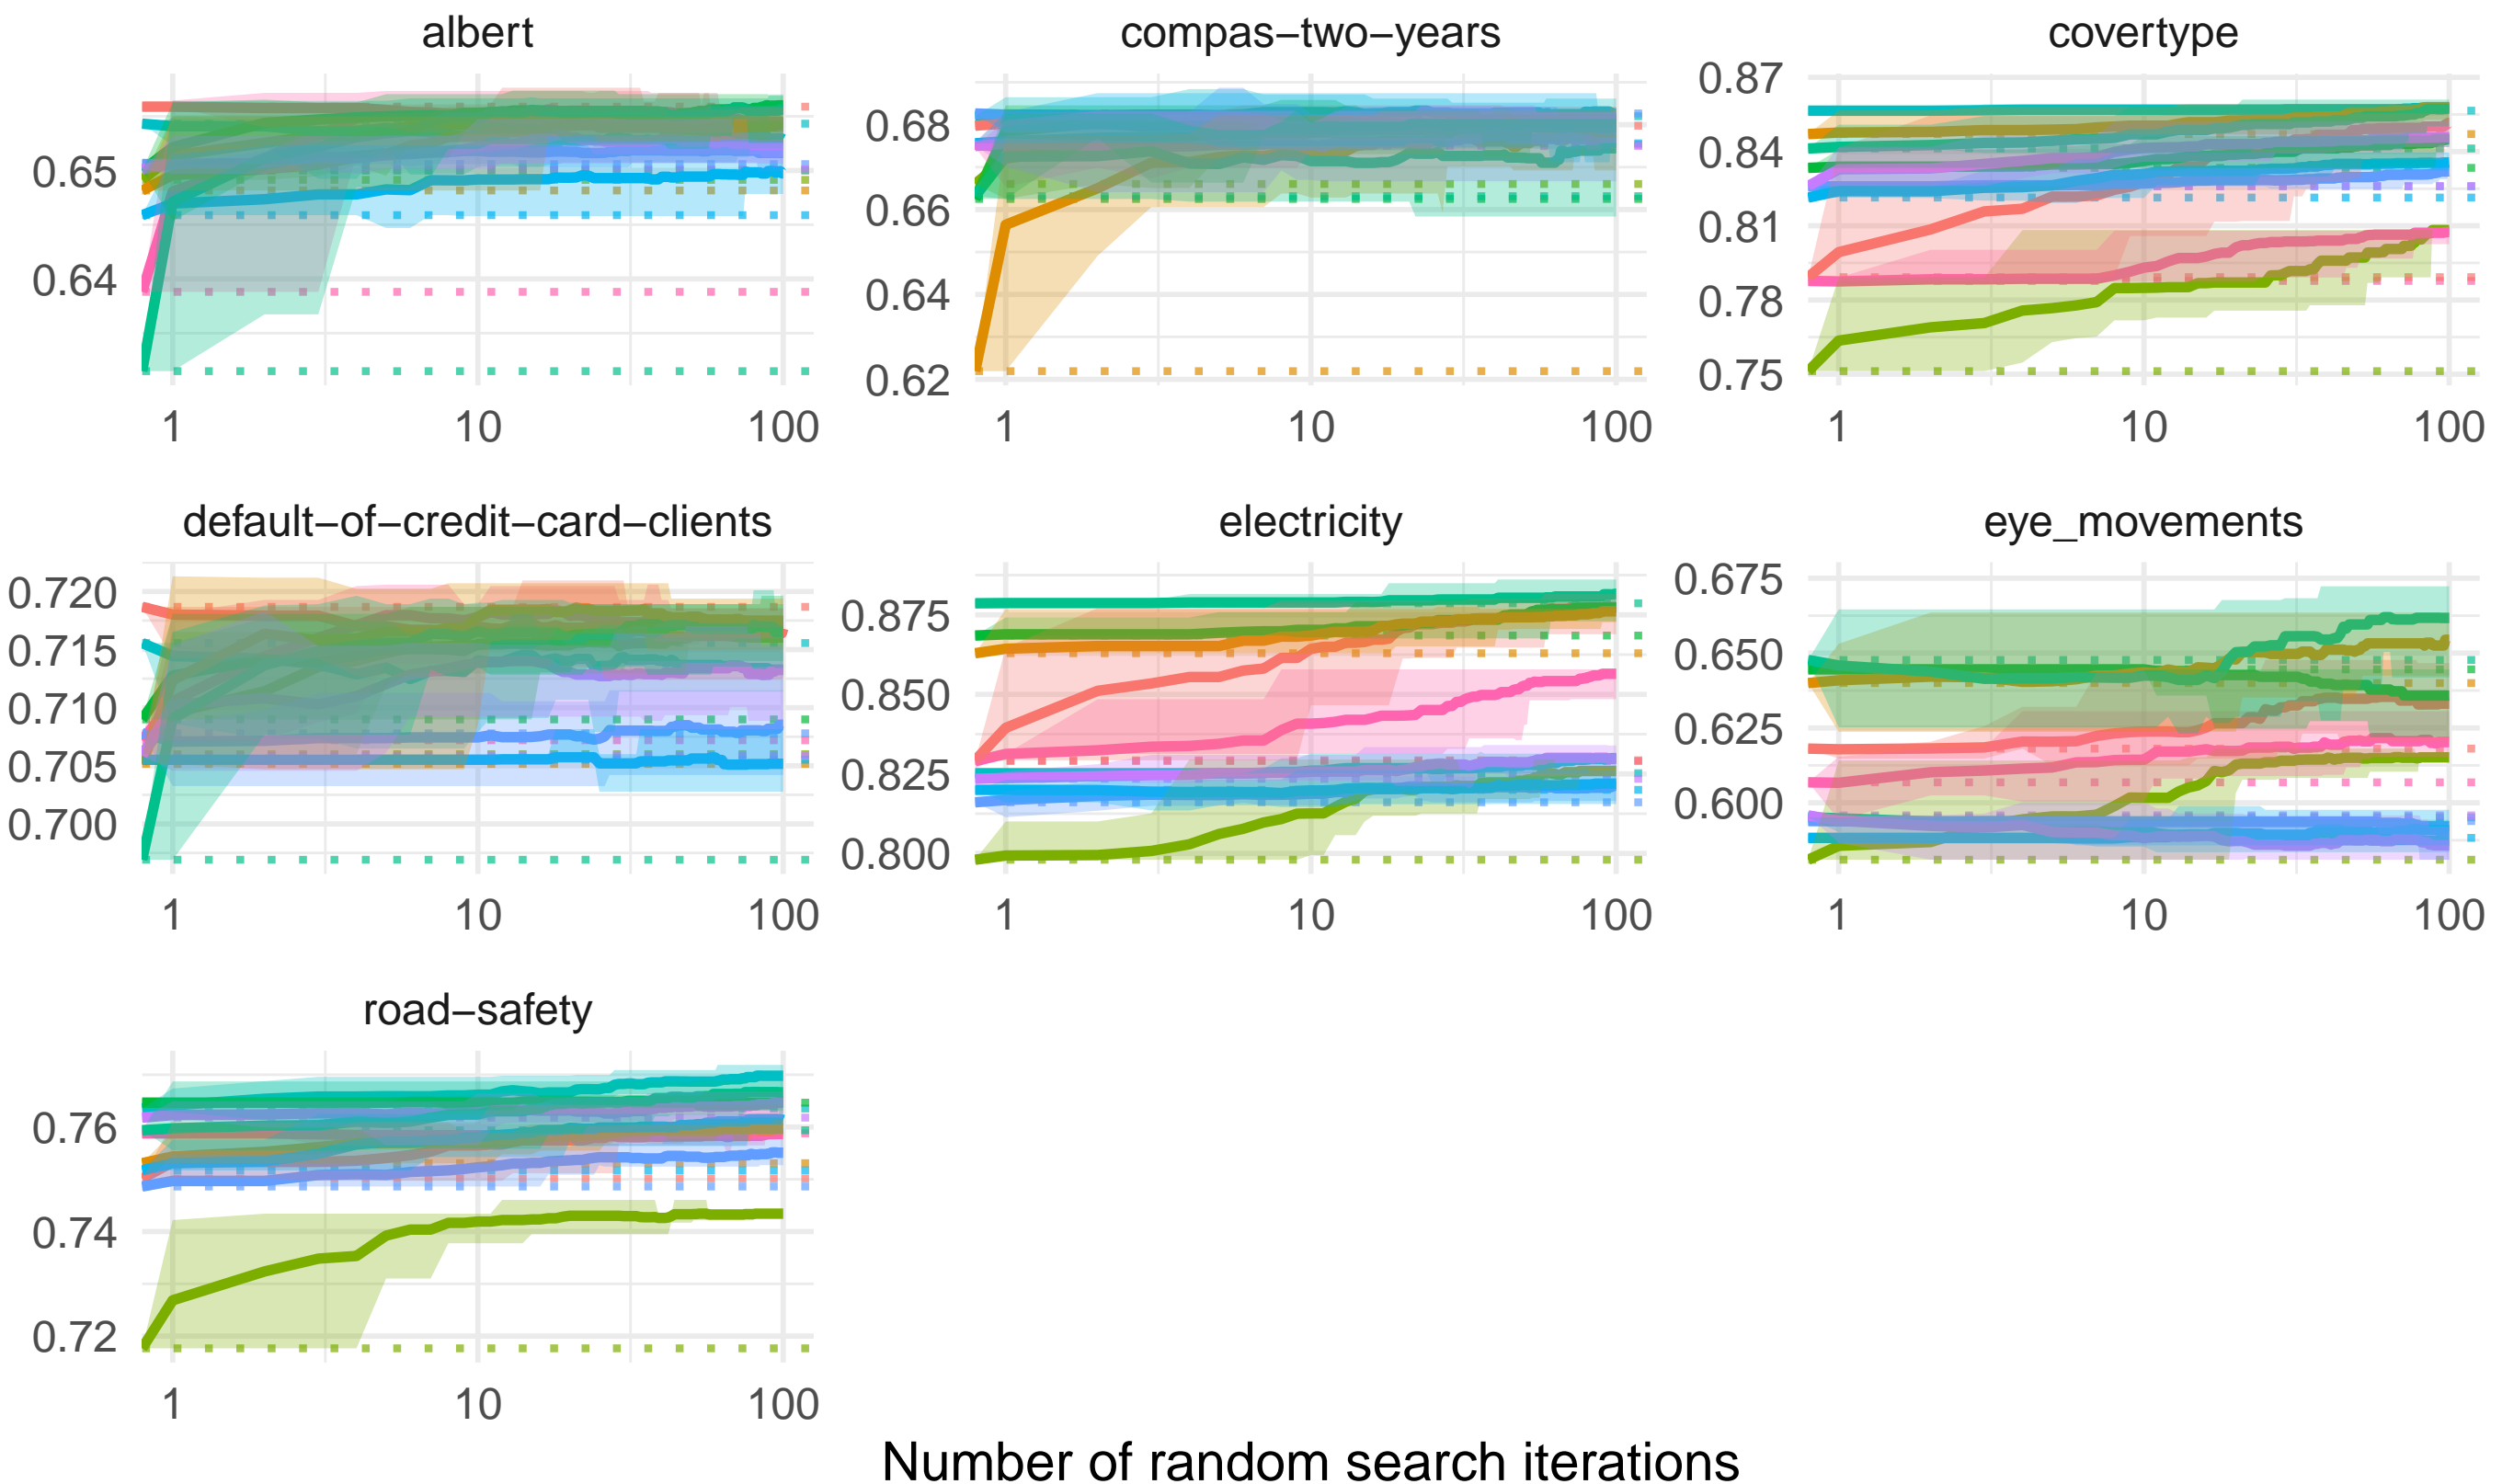 albert compas−two−years covertype
0.65
0.64
1 10 100
0.68
0.66
0.64
0.62
1 10 100
0.87
0.84
0.81
0.78
0.75
1 10 100
default−of−credit−card−clients electricity eye_movements
0.720
0.715
0.710
0.705
0.700
1 10 100
0.875
0.850
0.825
0.800
1 10 100
0.675
0.650
0.625
0.600
1 10 100
road−safety
0.76
0.74
0.72
1 10 100
Number of random search iterations